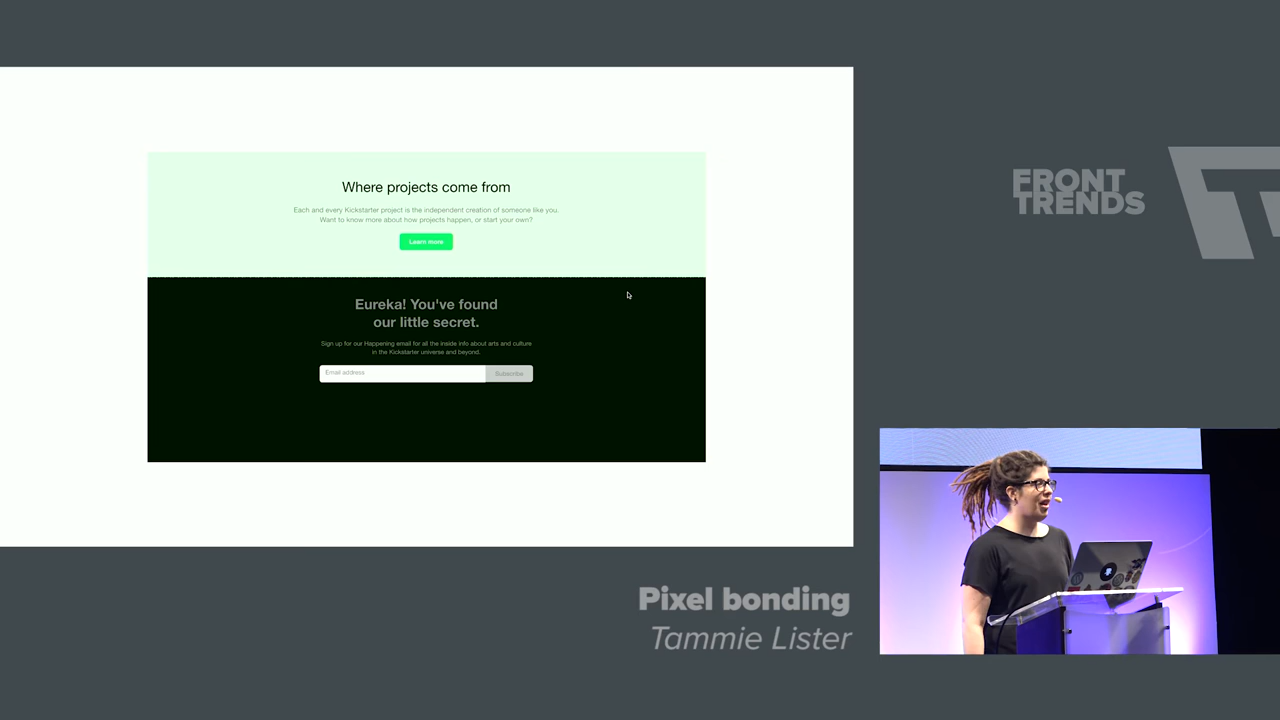 Where projects come from
Each and every Kickstarter project is the independent creation of someone like you.
Want to know more about how projects happen, or start your own?
Learn more
Eureka! You've found
our little secret.
Sign up for our Happening email for all the inside info about arts and culture
in the Kickstarter universe and beyond.
Email address
Subscribe
FRONT
TRENDS
Pixel bonding
Tammie Lister